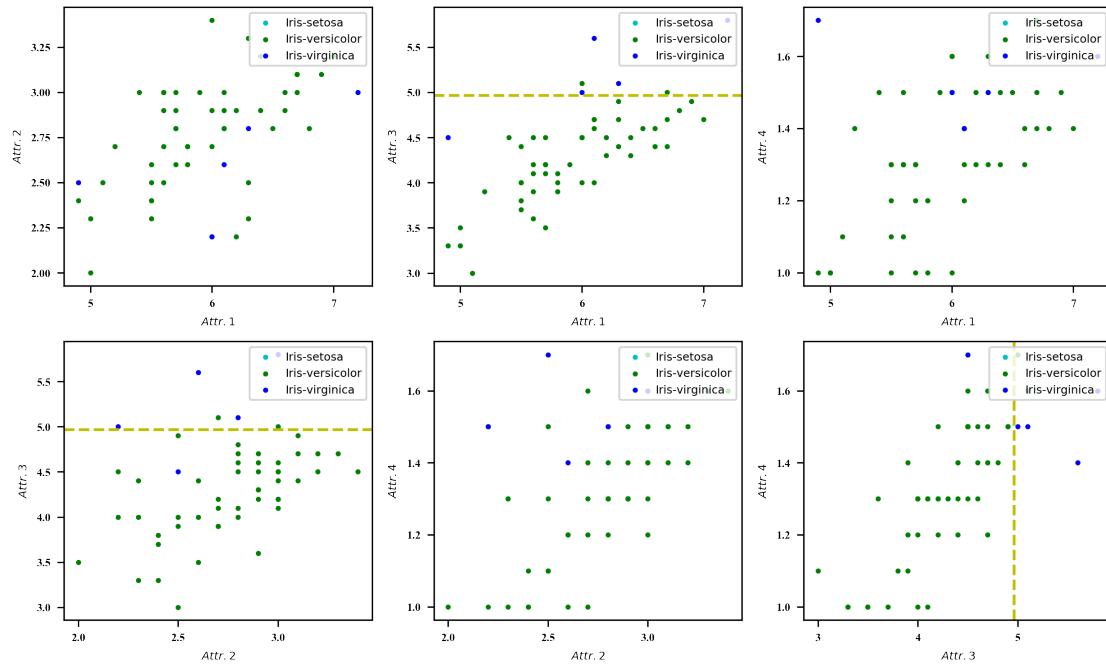 3.25
3.00
2.75
2.50
2.25
2.00
Attr. 2
Iris-setosa
Iris-versicolor
Iris-virginica
5
6
7
Attr. 1
5.5
5.0
4.5
4.0
3.5
3.0
Attr. 3
Iris-setosa
Iris-versicolor
Iris-virginica
5
6
7
Attr. 1
1.6
1.4
1.2
1.0
Attr. 4
Iris-setosa
Iris-versicolor
Iris-virginica
5
6
7
Attr. 1
5.5
5.0
4.5
4.0
3.5
3.0
Attr. 3
Iris-setosa
Iris-versicolor
Iris-virginica
2.0
2.5
3.0
Attr. 2
1.6
1.4
1.2
1.0
Attr. 4
Iris-setosa
Iris-versicolor
Iris-virginica
2.0
2.5
3.0
Attr. 2
1.6
1.4
1.2
1.0
Attr. 4
Iris-setosa
Iris-versicolor
Iris-virginica
3
4
5
Attr. 3